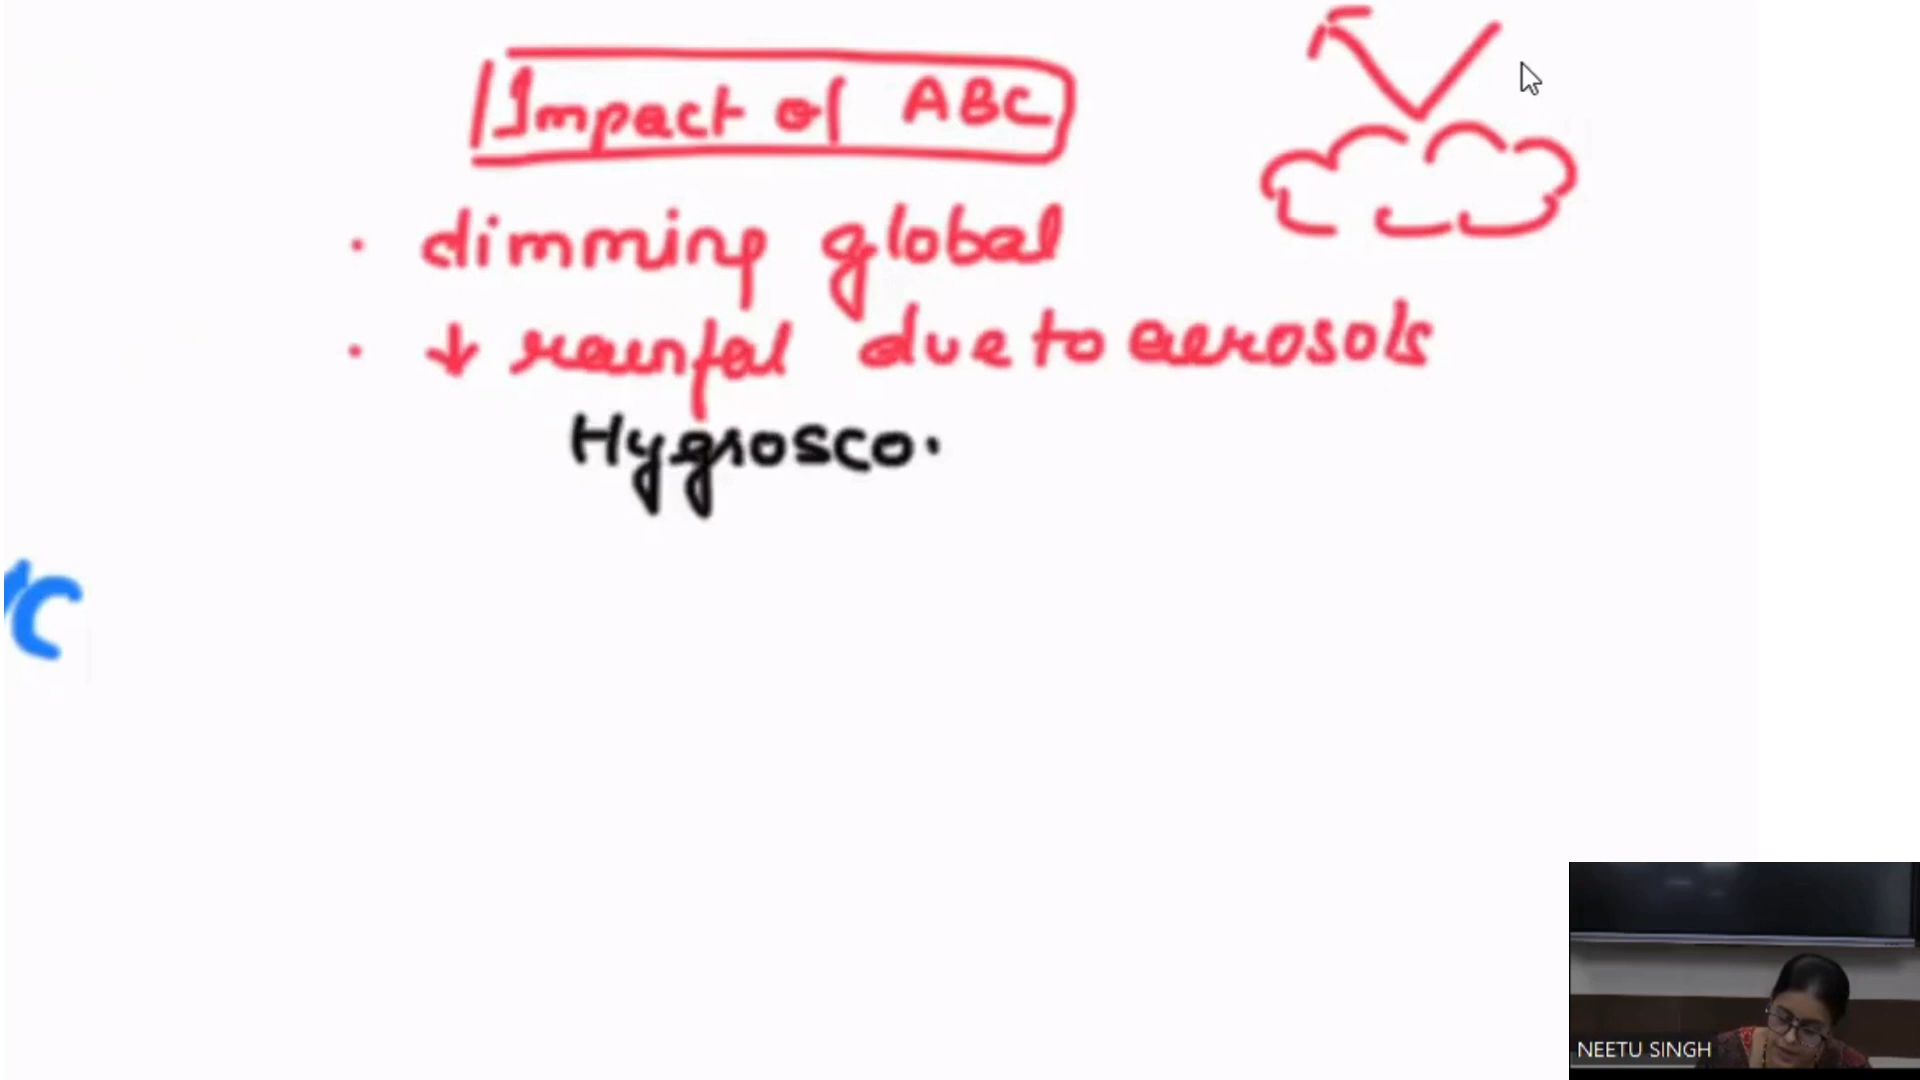 Impact of ABC
• dimming global
• ↓ rainfal due to aerosols
Hygrosco.
C
NEETU SINGH